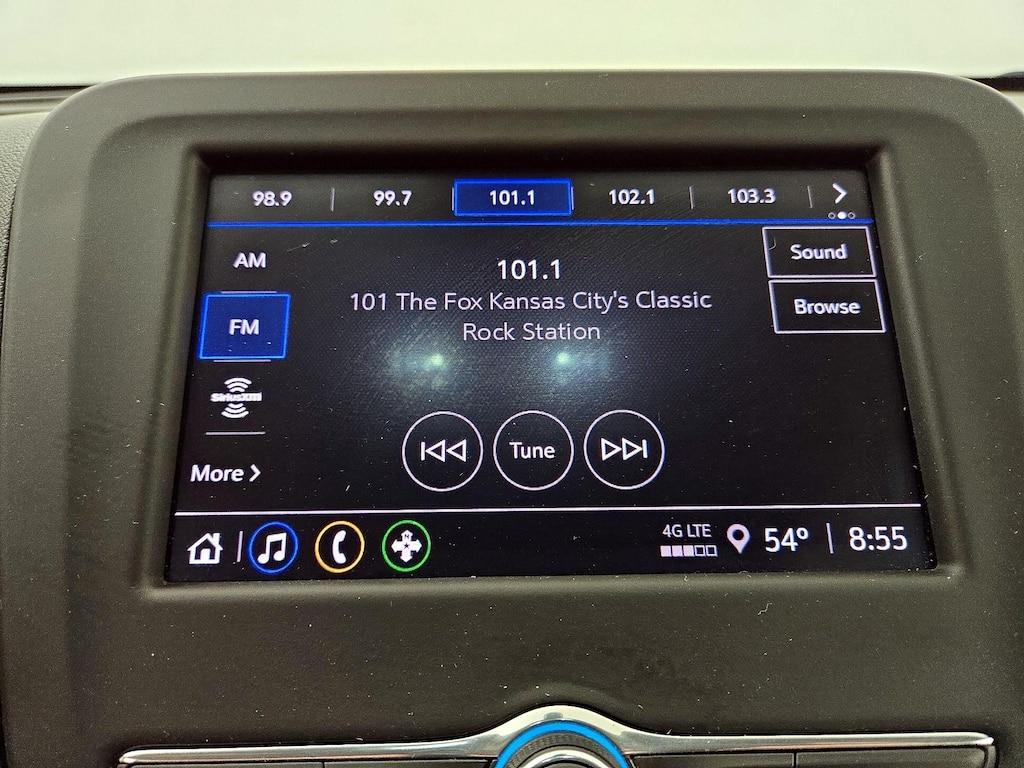 98.9 99.7 101.1 102.1 103.3
AM
Sound
101.1
101 The Fox Kansas City's Classic
Rock Station
FM
Browse
SiriusXM
Tune
More
4G LTE
54° 8:55